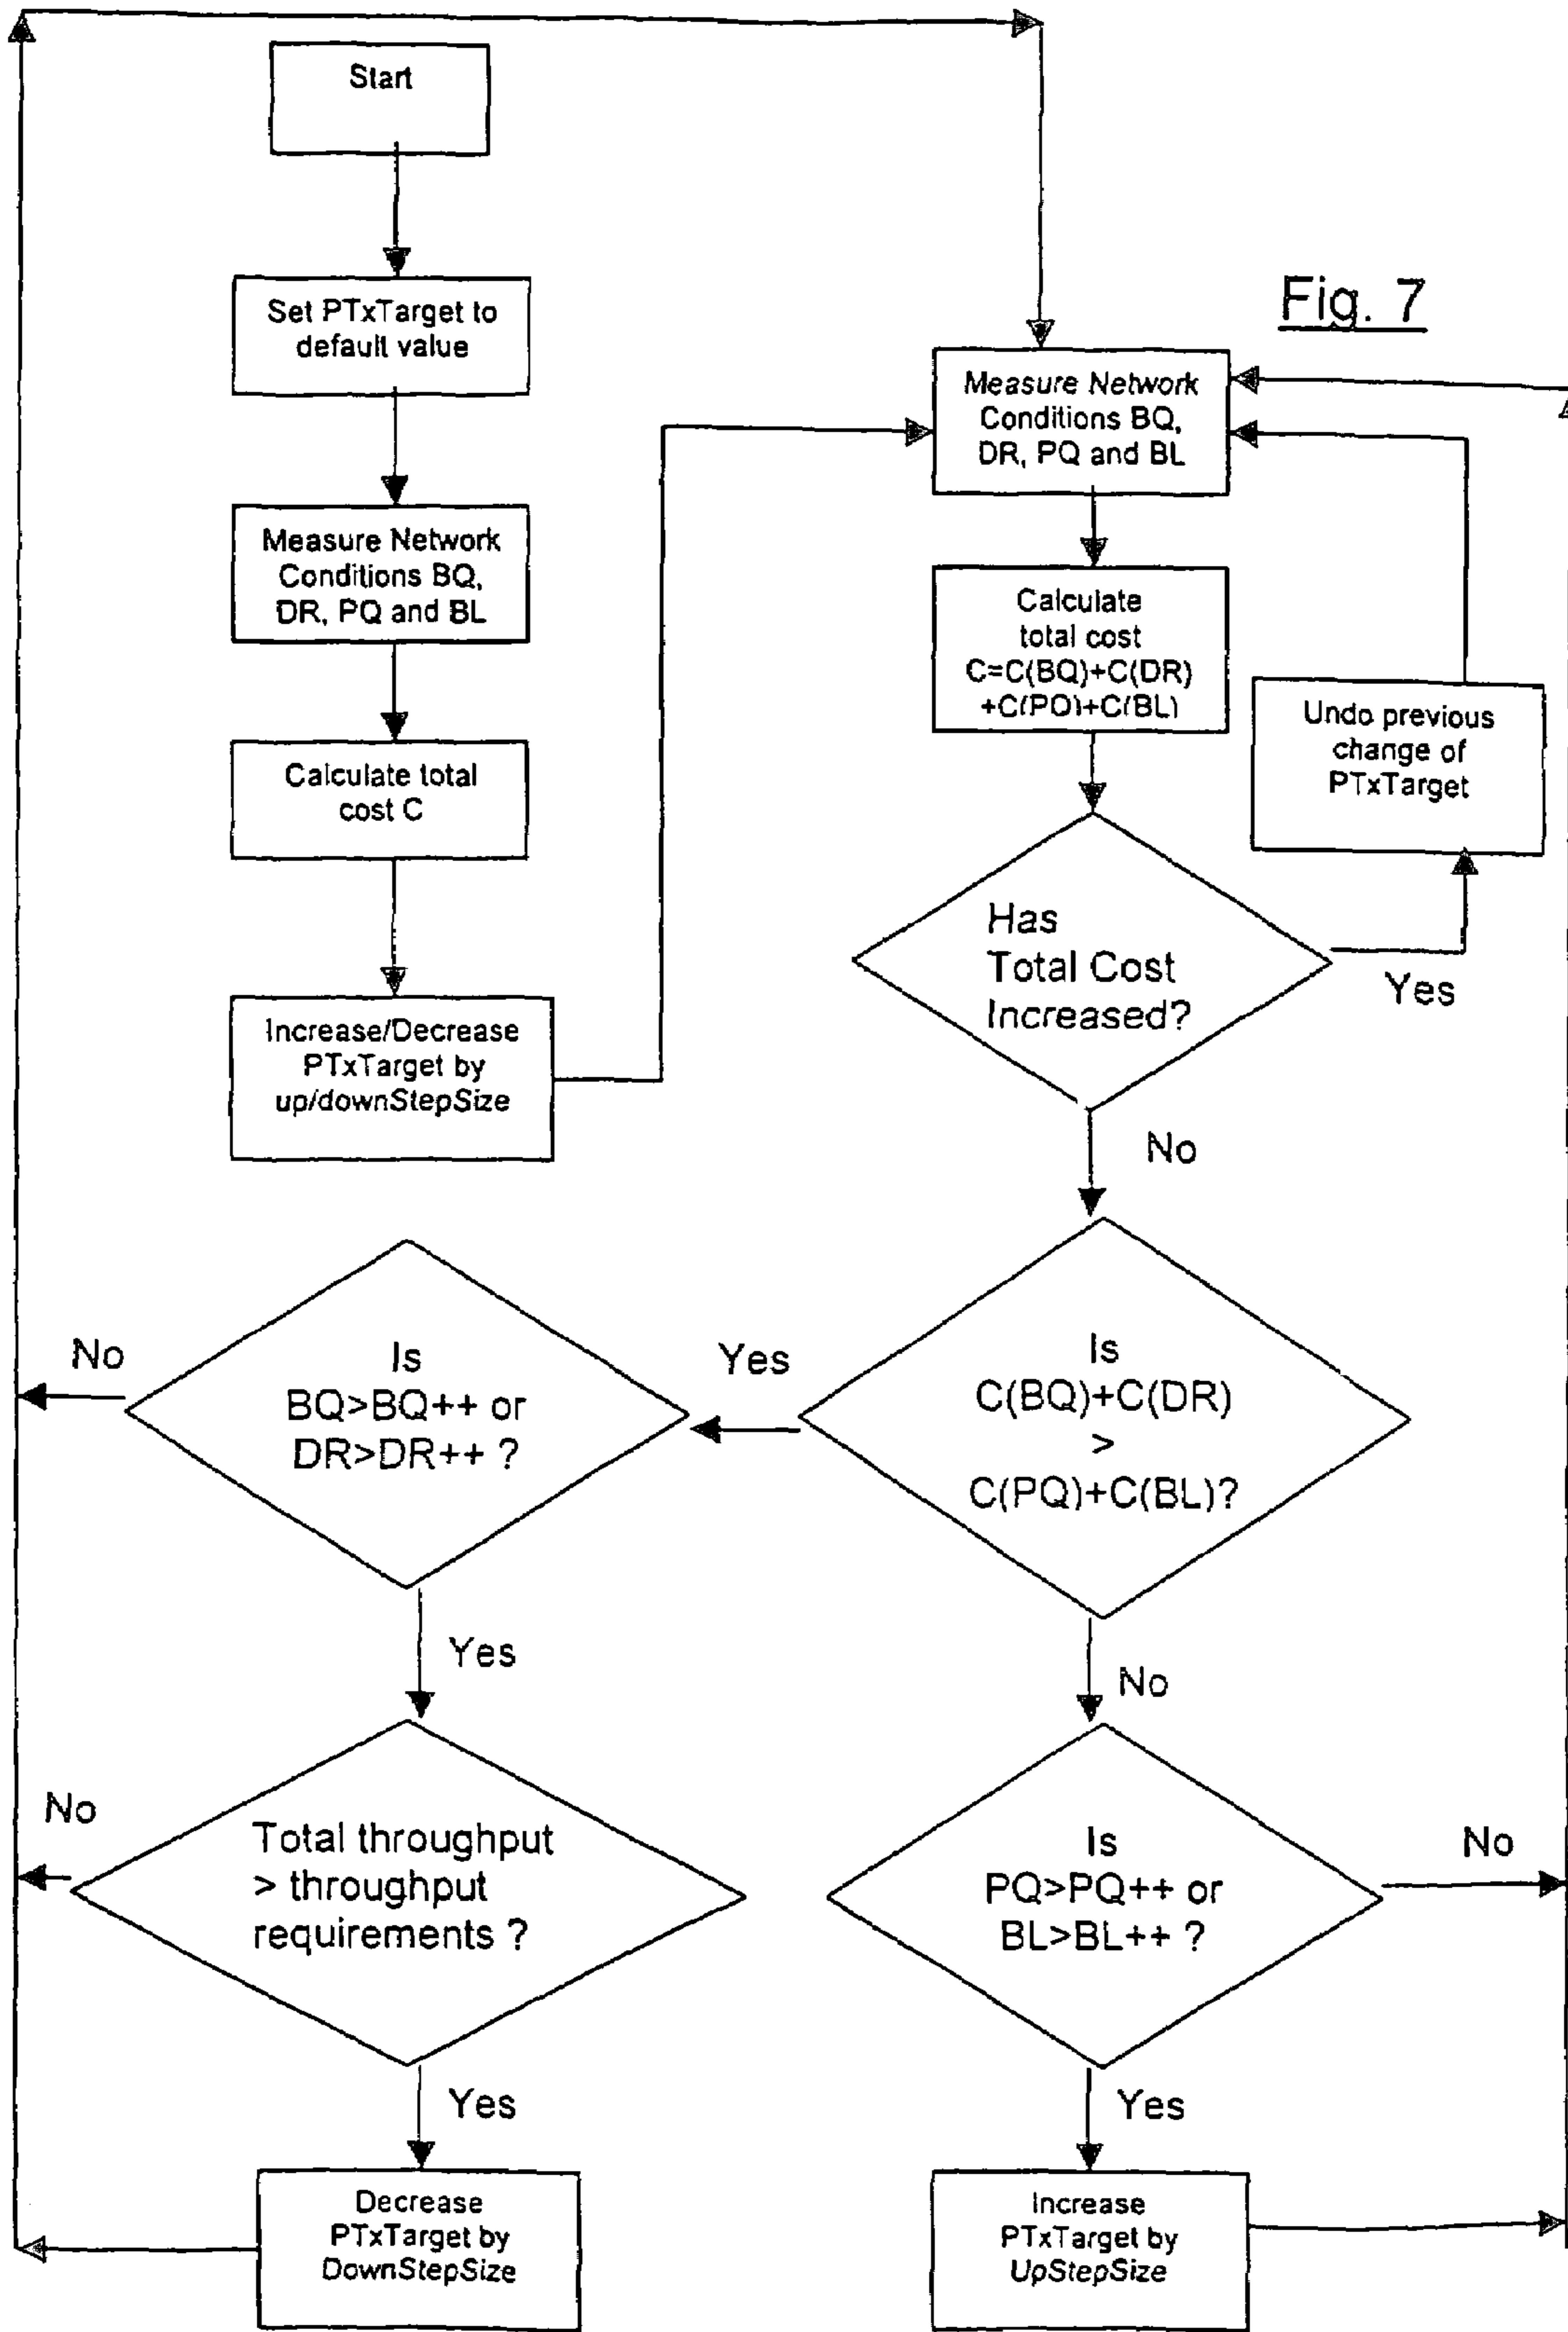 Start
Set PTxTarget to
default value
Measure Network
Conditions BQ,
DR, PQ and BL
Calculate total
cost C
Increase/Decrease
PTxTarget by
up/downStepSize
Fig. 7
Measure Network
Conditions BQ,
DR, PQ and BL
Calculate
total cost
C=C(BQ)+C(DR)
+C(PQ)+C(BL)
Undo previous
change of
PTxTarget
Has
Total Cost
Increased?
Yes
No
Is
C(BQ)+C(DR)
>
C(PQ)+C(BL)?
Yes
No
Is
BQ>BQ++ or
DR>DR++ ?
No
Yes
Total throughput
> throughput
requirements ?
No
Yes
Decrease
PTxTarget by
DownStepSize
Is
PQ>PQ++ or
BL>BL++ ?
No
Yes
Increase
PTxTarget by
UpStepSize